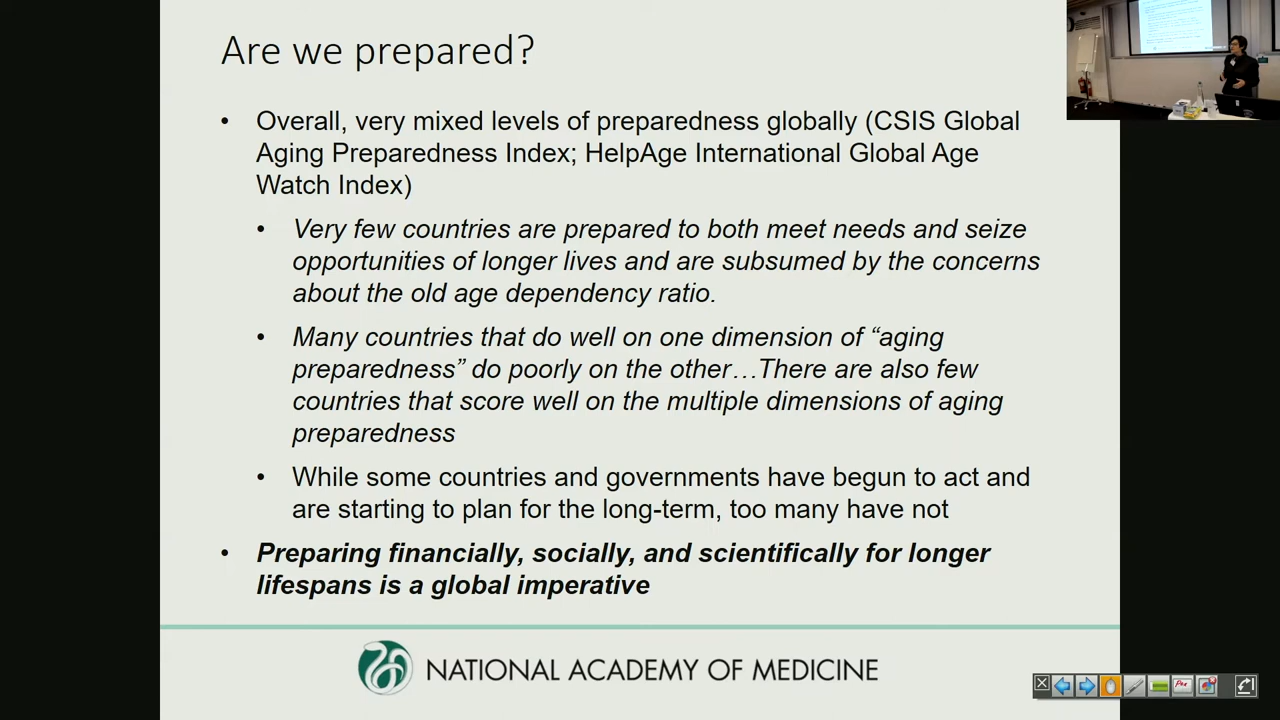 Are we prepared?
• Overall, very mixed levels of preparedness globally (CSIS Global
Aging Preparedness Index; HelpAge International Global Age
Watch Index)
• Very few countries are prepared to both meet needs and seize
opportunities of longer lives and are subsumed by the concerns
about the old age dependency ratio.
• Many countries that do well on one dimension of “aging
preparedness” do poorly on the other…There are also few
countries that score well on the multiple dimensions of aging
preparedness
• While some countries and governments have begun to act and
are starting to plan for the long-term, too many have not
• Preparing financially, socially, and scientifically for longer
lifespans is a global imperative
NATIONAL ACADEMY OF MEDICINE